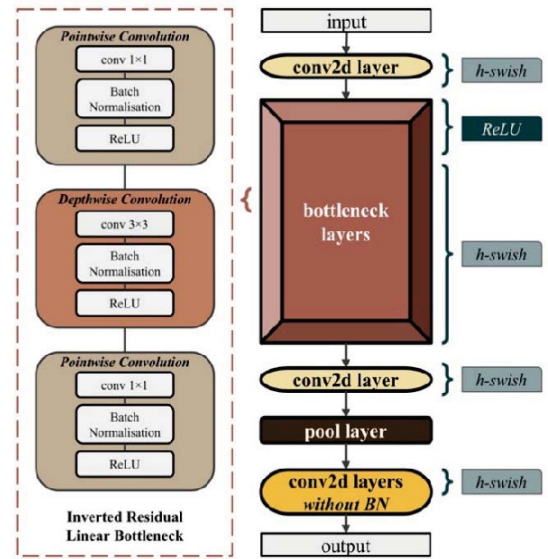 Pointwise Convolution
conv 1×1
Batch
Normalisation
ReLU
Depthwise Convolution
conv 3×3
Batch
Normalisation
ReLU
Pointwise Convolution
conv 1×1
Batch
Normalisation
ReLU
Inverted Residual
Linear Bottleneck
input
conv2d layer
h-swish
ReLU
bottleneck
layers
h-swish
conv2d layer
h-swish
pool layer
conv2d layers
without BN
h-swish
output